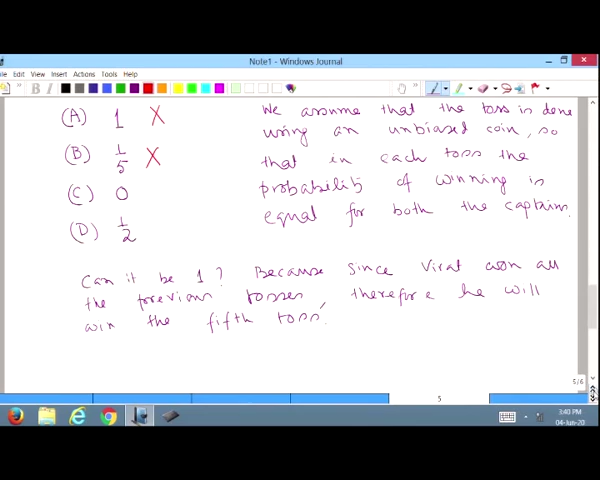 Note1 - Windows Journal
File Edit View Insert Actions Tools Help
(A) 1 X
(B) 1/5 X
(C) 0
(D) 1/2
We assume that the toss is done
using an unbiased coin, so
that in each toss the
probability of winning is
equal for both the captains.
Can it be 1? Because since Virat won all
the previous tosses, therefore he will
win the fifth toss.
5/6
5
3:40 PM
04-Jun-20